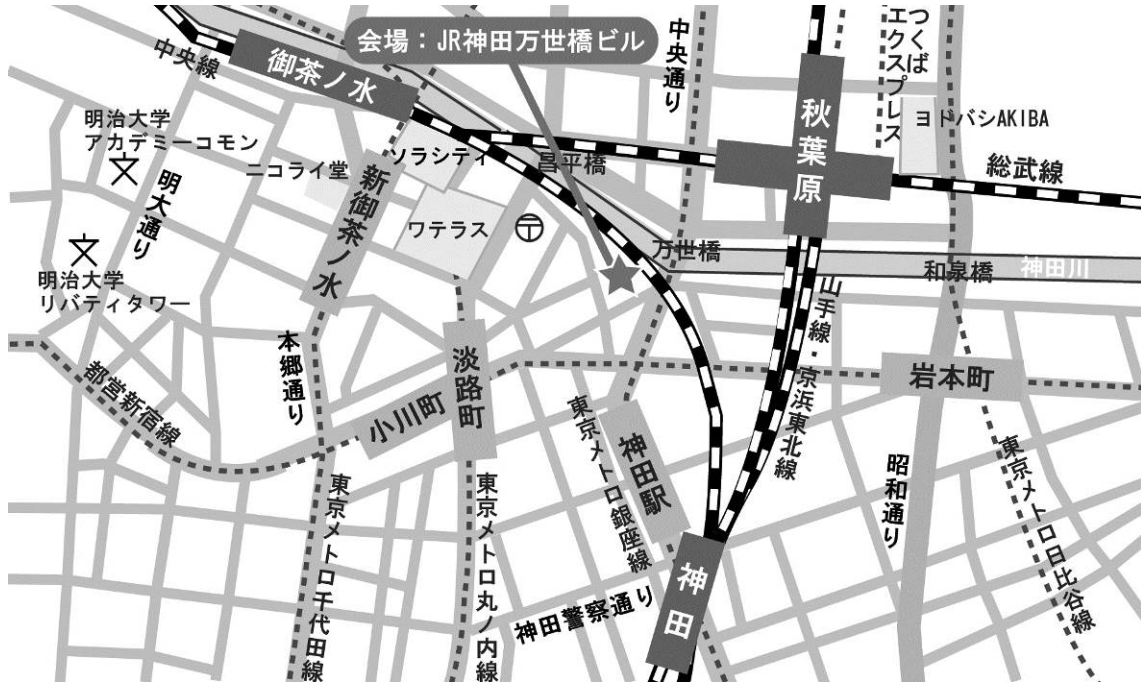 会場：JR神田万世橋ビル
中央線
御茶ノ水
中央通り
つくば
エクスプレス
秋葉原
ヨドバシAKIBA
総武線
明治大学
アカデミーコモン
ニコライ堂
ソラシティ
昌平橋
明大通り
新御茶ノ水
ワテラス
〒
万世橋
和泉橋
神田川
明治大学
リバティタワー
山手線・京浜東北線
本郷通り
淡路町
岩本町
都営新宿線
小川町
東京メトロ銀座線
神田駅
昭和通り
東京メトロ日比谷線
東京メトロ千代田線
東京メトロ丸ノ内線
神田警察通り
神田